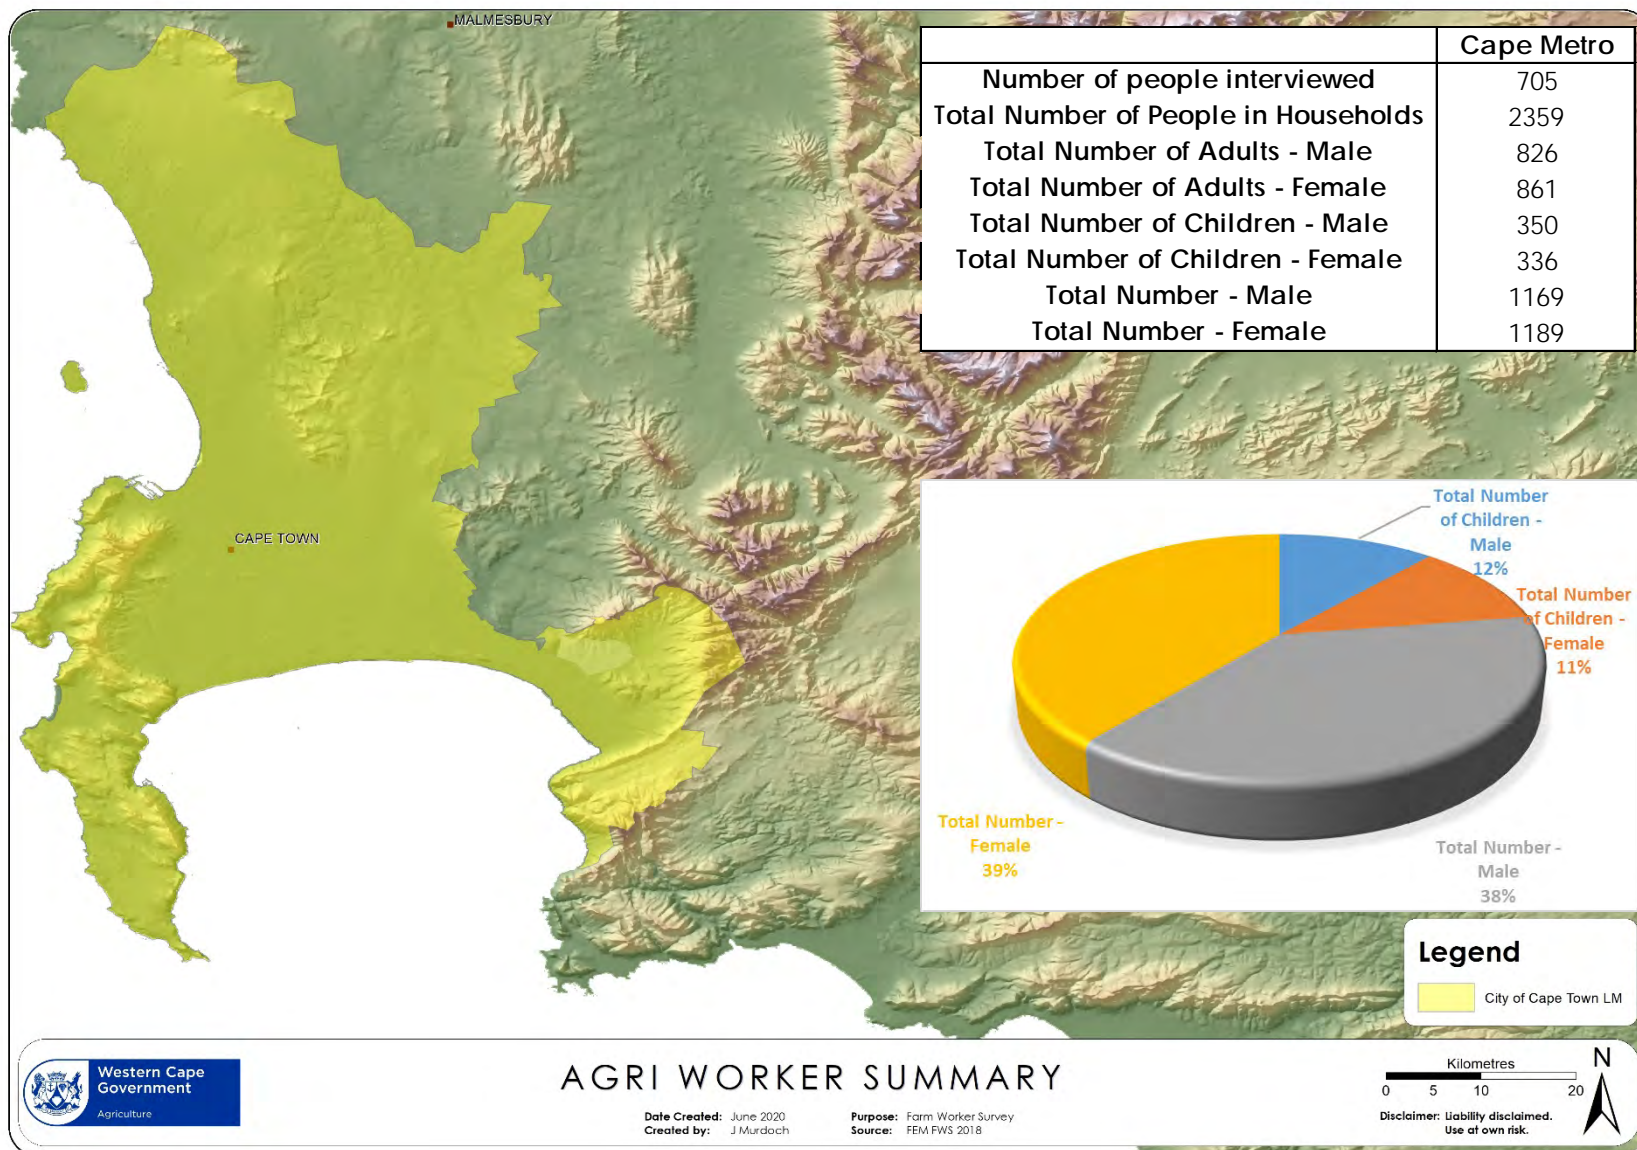 MALMESBURY
CAPE TOWN
Cape Metro
Number of people interviewed 705
Total Number of People in Households 2359
Total Number of Adults - Male 826
Total Number of Adults - Female 861
Total Number of Children - Male 350
Total Number of Children - Female 336
Total Number - Male 1169
Total Number - Female 1189
Total Number
of Children -
Male
12%
Total Number
of Children -
Female
11%
Total Number -
Female
39%
Total Number -
Male
38%
Legend
City of Cape Town LM
Western Cape
Government
Agriculture
AGRI WORKER SUMMARY
Date Created: June 2020
Created by: J Murdoch
Purpose: Farm Worker Survey
Source: FEM FWS 2018
Kilometres
0 5 10 20
Disclaimer: Liability disclaimed.
Use at own risk.
N